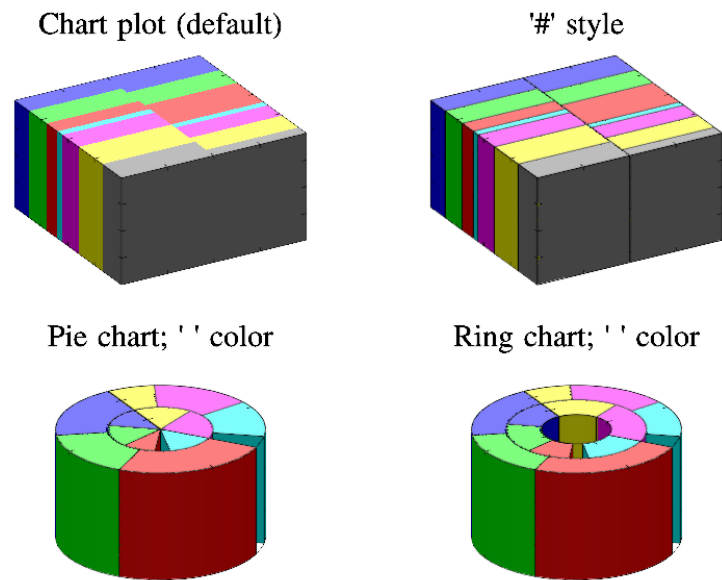 Chart plot (default)
'#' style
Pie chart; ' ' color
Ring chart; ' ' color